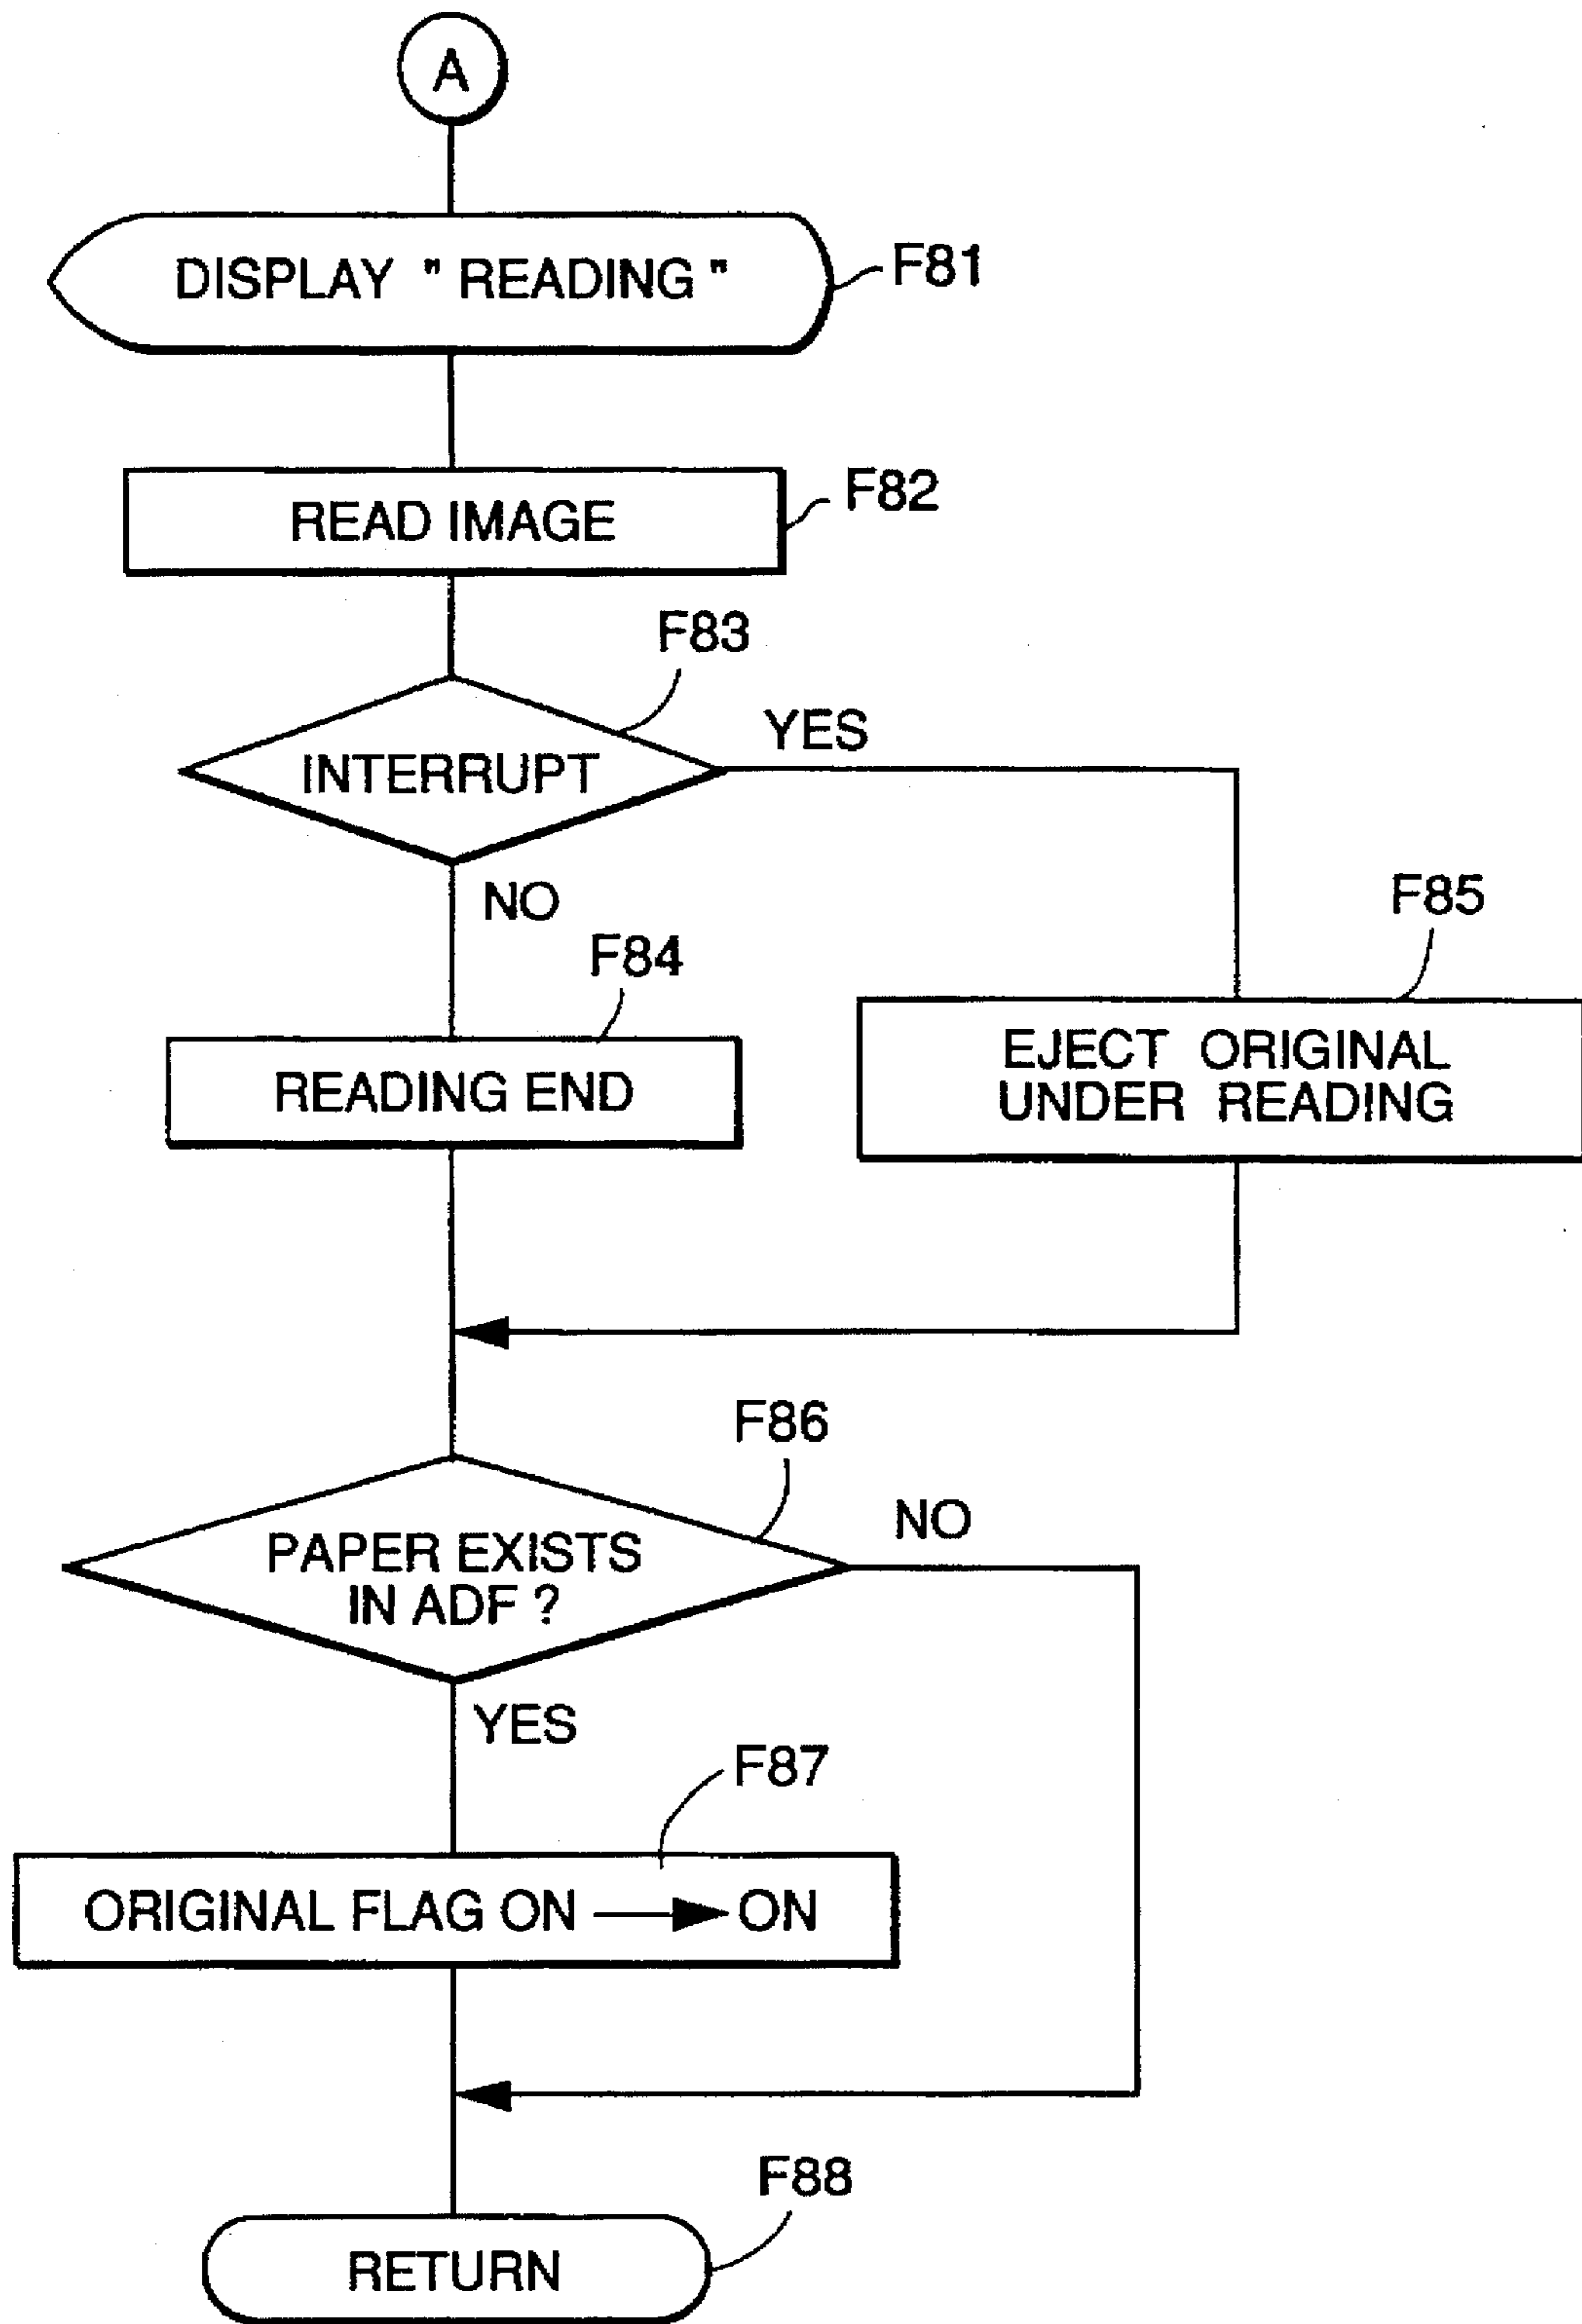 A
DISPLAY " READING "
F81
READ IMAGE
F82
F83
INTERRUPT
YES
NO
F84
READING END
F85
EJECT ORIGINAL
UNDER READING
F86
PAPER EXISTS
IN ADF ?
NO
YES
F87
ORIGINAL FLAG ON → ON
F88
RETURN